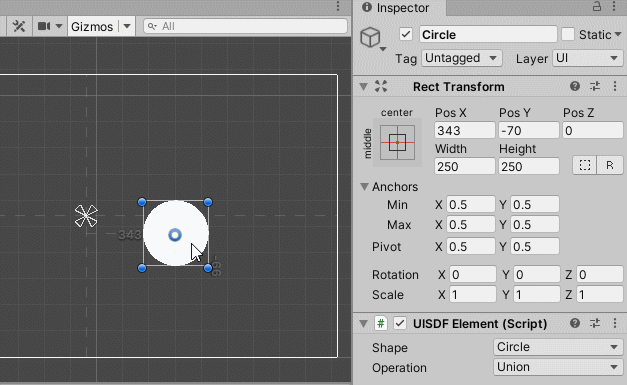 Inspector
Gizmos
All
Circle
Static
Tag Untagged Layer UI
Rect Transform
center
middle
Pos X Pos Y Pos Z
343 -70 0
Width Height
250 250
R
Anchors
Min X 0.5 Y 0.5
Max X 0.5 Y 0.5
Pivot X 0.5 Y 0.5
Rotation X 0 Y 0 Z 0
Scale X 1 Y 1 Z 1
343
# UISDF Element (Script)
Shape Circle
Operation Union